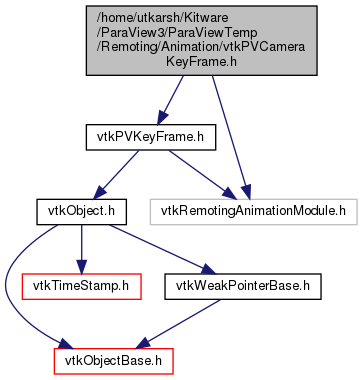 /home/utkarsh/Kitware
/ParaView3/ParaViewTemp
/Remoting/Animation/vtkPVCamera
KeyFrame.h
vtkPVKeyFrame.h
vtkObject.h
vtkRemotingAnimationModule.h
vtkTimeStamp.h
vtkWeakPointerBase.h
vtkObjectBase.h